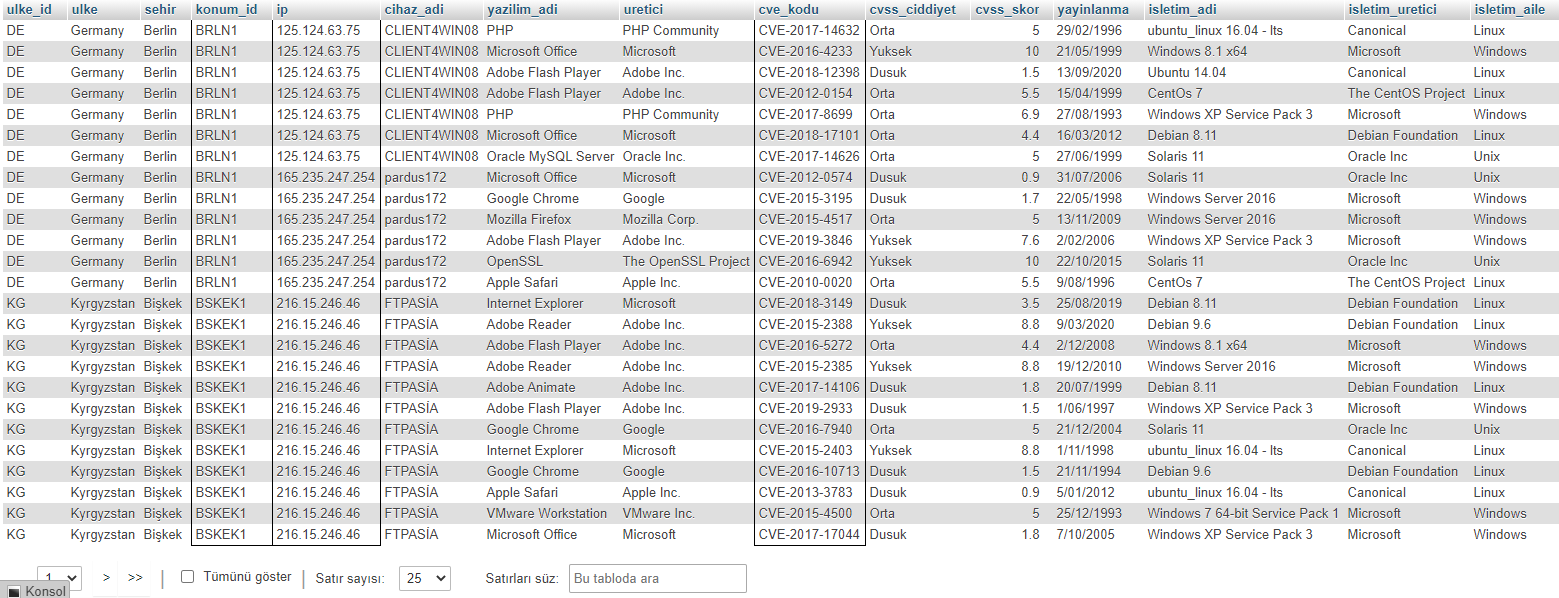 ulke_id ulke sehir konum_id ip cihaz_adi yazilim_adi uretici cve_kodu cvss_ciddiyet cvss_skor yayinlanma isletim_adi isletim_uretici isletim_aile
DE Germany Berlin BRLN1 125.124.63.75 CLIENT4WIN08 PHP PHP Community CVE-2017-14632 Orta 5 29/02/1996 ubuntu_linux 16.04 - lts Canonical Linux
DE Germany Berlin BRLN1 125.124.63.75 CLIENT4WIN08 Microsoft Office Microsoft CVE-2016-4233 Yuksek 10 21/05/1999 Windows 8.1 x64 Microsoft Windows
DE Germany Berlin BRLN1 125.124.63.75 CLIENT4WIN08 Adobe Flash Player Adobe Inc. CVE-2018-12398 Dusuk 1.5 13/09/2020 Ubuntu 14.04 Canonical Linux
DE Germany Berlin BRLN1 125.124.63.75 CLIENT4WIN08 Adobe Flash Player Adobe Inc. CVE-2012-0154 Orta 5.5 15/04/1999 CentOs 7 The CentOS Project Linux
DE Germany Berlin BRLN1 125.124.63.75 CLIENT4WIN08 PHP PHP Community CVE-2017-8699 Orta 6.9 27/08/1993 Windows XP Service Pack 3 Microsoft Windows
DE Germany Berlin BRLN1 125.124.63.75 CLIENT4WIN08 Microsoft Office Microsoft CVE-2018-17101 Orta 4.4 16/03/2012 Debian 8.11 Debian Foundation Linux
DE Germany Berlin BRLN1 125.124.63.75 CLIENT4WIN08 Oracle MySQL Server Oracle Inc. CVE-2017-14626 Orta 5 27/06/1999 Solaris 11 Oracle Inc Unix
DE Germany Berlin BRLN1 165.235.247.254 pardus172 Microsoft Office Microsoft CVE-2012-0574 Dusuk 0.9 31/07/2006 Solaris 11 Oracle Inc Unix
DE Germany Berlin BRLN1 165.235.247.254 pardus172 Google Chrome Google CVE-2015-3195 Dusuk 1.7 22/05/1998 Windows Server 2016 Microsoft Windows
DE Germany Berlin BRLN1 165.235.247.254 pardus172 Mozilla Firefox Mozilla Corp. CVE-2015-4517 Orta 5 13/11/2009 Windows Server 2016 Microsoft Windows
DE Germany Berlin BRLN1 165.235.247.254 pardus172 Adobe Flash Player Adobe Inc. CVE-2019-3846 Yuksek 7.6 2/02/2006 Windows XP Service Pack 3 Microsoft Windows
DE Germany Berlin BRLN1 165.235.247.254 pardus172 OpenSSL The OpenSSL Project CVE-2016-6942 Yuksek 10 22/10/2015 Solaris 11 Oracle Inc Unix
DE Germany Berlin BRLN1 165.235.247.254 pardus172 Apple Safari Apple Inc. CVE-2010-0020 Orta 5.5 9/08/1996 CentOs 7 The CentOS Project Linux
KG Kyrgyzstan Bişkek BSKEK1 216.15.246.46 FTPASİA Internet Explorer Microsoft CVE-2018-3149 Dusuk 3.5 25/08/2019 Debian 8.11 Debian Foundation Linux
KG Kyrgyzstan Bişkek BSKEK1 216.15.246.46 FTPASİA Adobe Reader Adobe Inc. CVE-2015-2388 Yuksek 8.8 9/03/2020 Debian 9.6 Debian Foundation Linux
KG Kyrgyzstan Bişkek BSKEK1 216.15.246.46 FTPASİA Adobe Flash Player Adobe Inc. CVE-2016-5272 Orta 4.4 2/12/2008 Windows 8.1 x64 Microsoft Windows
KG Kyrgyzstan Bişkek BSKEK1 216.15.246.46 FTPASİA Adobe Reader Adobe Inc. CVE-2015-2385 Yuksek 8.8 19/12/2010 Windows Server 2016 Microsoft Windows
KG Kyrgyzstan Bişkek BSKEK1 216.15.246.46 FTPASİA Adobe Animate Adobe Inc. CVE-2017-14106 Dusuk 1.8 20/07/1999 Debian 8.11 Debian Foundation Linux
KG Kyrgyzstan Bişkek BSKEK1 216.15.246.46 FTPASİA Adobe Flash Player Adobe Inc. CVE-2019-2933 Dusuk 1.5 1/06/1997 Windows XP Service Pack 3 Microsoft Windows
KG Kyrgyzstan Bişkek BSKEK1 216.15.246.46 FTPASİA Google Chrome Google CVE-2016-7940 Orta 5 21/12/2004 Solaris 11 Oracle Inc Unix
KG Kyrgyzstan Bişkek BSKEK1 216.15.246.46 FTPASİA Internet Explorer Microsoft CVE-2015-2403 Yuksek 8.8 1/11/1998 ubuntu_linux 16.04 - lts Canonical Linux
KG Kyrgyzstan Bişkek BSKEK1 216.15.246.46 FTPASİA Google Chrome Google CVE-2016-10713 Dusuk 1.5 21/11/1994 Debian 9.6 Debian Foundation Linux
KG Kyrgyzstan Bişkek BSKEK1 216.15.246.46 FTPASİA Apple Safari Apple Inc. CVE-2013-3783 Dusuk 0.9 5/01/2012 ubuntu_linux 16.04 - lts Canonical Linux
KG Kyrgyzstan Bişkek BSKEK1 216.15.246.46 FTPASİA VMware Workstation VMware Inc. CVE-2015-4500 Orta 5 25/12/1993 Windows 7 64-bit Service Pack 1 Microsoft Windows
KG Kyrgyzstan Bişkek BSKEK1 216.15.246.46 FTPASİA Microsoft Office Microsoft CVE-2017-17044 Dusuk 1.8 7/10/2005 Windows XP Service Pack 3 Microsoft Windows
1 > >> | Tümünü göster | Satır sayısı: 25 Satırları süz: Bu tabloda ara
Konsol